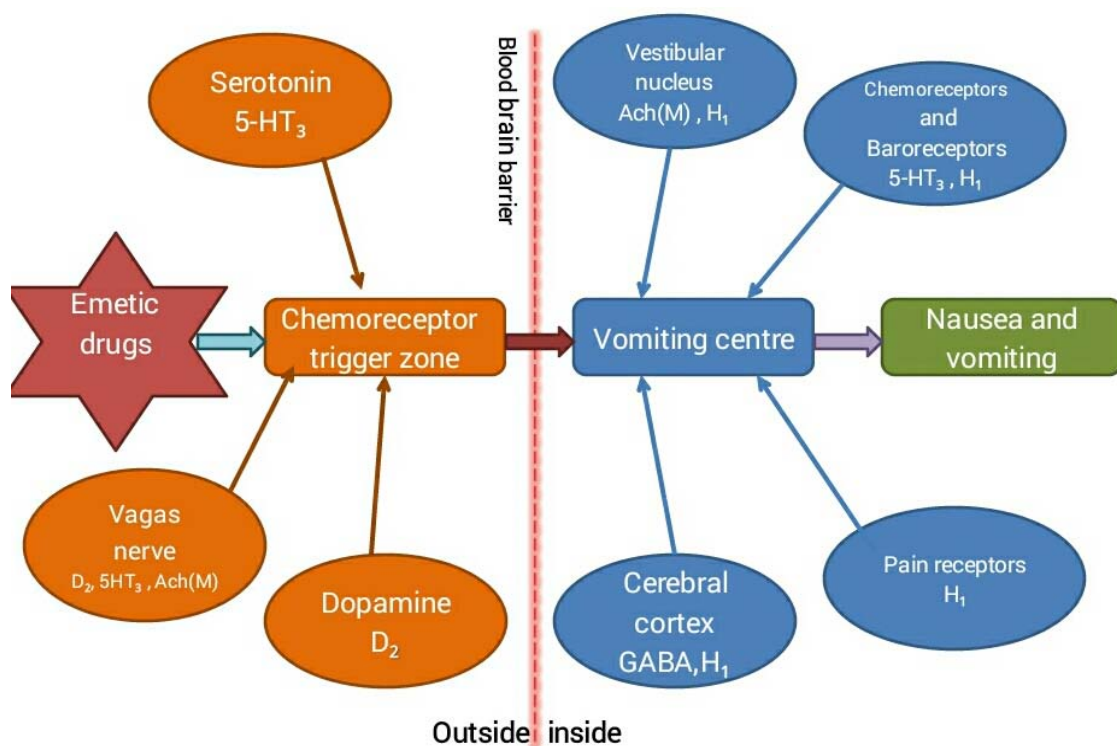 Serotonin
5-HT₃
Blood brain barrier
Vestibular
nucleus
Ach(M) , H₁
Chemoreceptors
and
Baroreceptors
5-HT₃ , H₁
Emetic
drugs
Chemoreceptor
trigger zone
Vomiting centre
Nausea and
vomiting
Vagas
nerve
D₂, 5HT₃ , Ach(M)
Dopamine
D₂
Cerebral
cortex
GABA,H₁
Pain receptors
H₁
Outside
inside